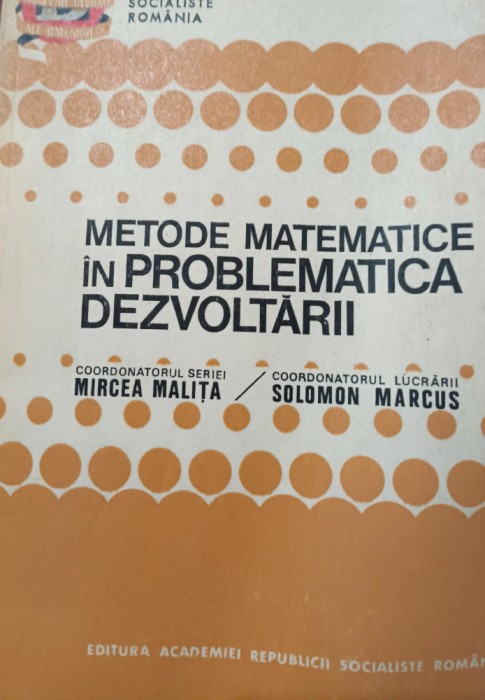 SOCIALISTE
ROMÂNIA
METODE MATEMATICE
ÎN PROBLEMATICA
DEZVOLTĂRII
COORDONATORUL SERIEI
MIRCEA MALIȚA
/
COORDONATORUL LUCRĂRII
SOLOMON MARCUS
EDITURA ACADEMIEI REPUBLICII SOCIALISTE ROMÂN